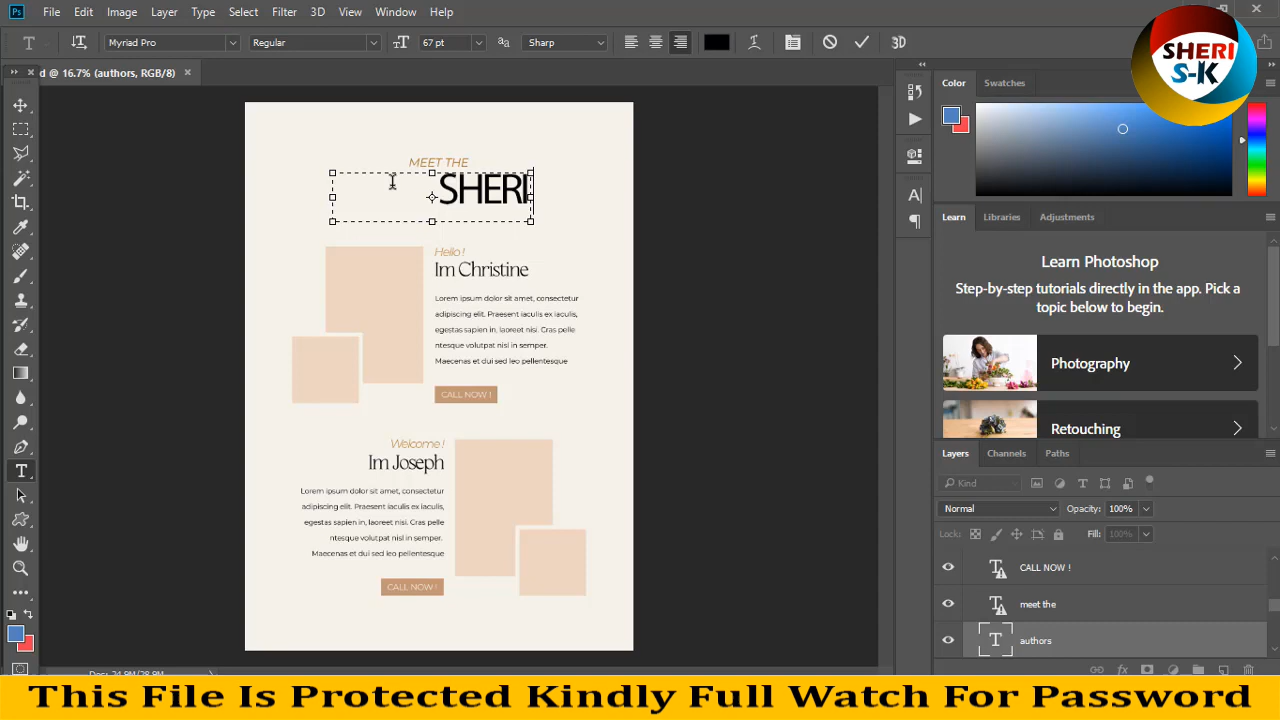 File Edit Image Layer Type Select Filter 3D View Window Help
Myriad Pro Regular 67 pt Sharp 3D
d @ 16.7% (authors, RGB/8)
SHERI
S-K
Color Swatches
MEET THE
SHERI
Hello !
Im Christine
Lorem ipsum dolor sit amet, consectetur
adipiscing elit. Praesent iaculis ex iaculis,
egestas sapien in, laoreet nisi. Cras pelle
ntesque volutpat nisl in semper.
Maecenas et dui sed leo pellentesque
CALL NOW !
Welcome !
Im Joseph
Lorem ipsum dolor sit amet, consectetur
adipiscing elit. Praesent iaculis ex iaculis,
egestas sapien in, laoreet nisi. Cras pelle
ntesque volutpat nisl in semper.
Maecenas et dui sed leo pellentesque
CALL NOW !
Learn Libraries Adjustments
Learn Photoshop
Step-by-step tutorials directly in the app. Pick a
topic below to begin.
Photography
Retouching
Layers Channels Paths
Kind
Normal Opacity: 100%
Lock: Fill: 100%
CALL NOW !
meet the
authors
This File Is Protected Kindly Full Watch For Password